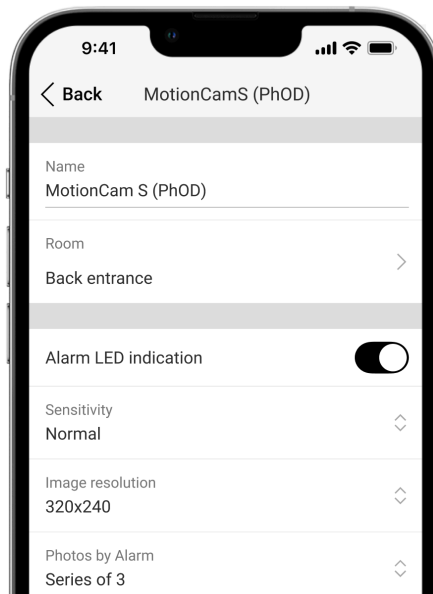 9:41
Back MotionCamS (PhOD)
Name
MotionCam S (PhOD)
Room
Back entrance
Alarm LED indication
Sensitivity
Normal
Image resolution
320x240
Photos by Alarm
Series of 3